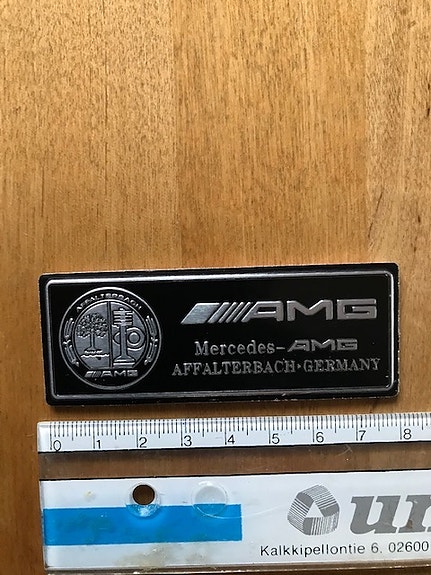 AFFALTERBACH
AMG
AMG
Mercedes-AMG
AFFALTERBACH·GERMANY
0 1 2 3 4 5 6 7 8
Kalkkipellontie 6, 02600